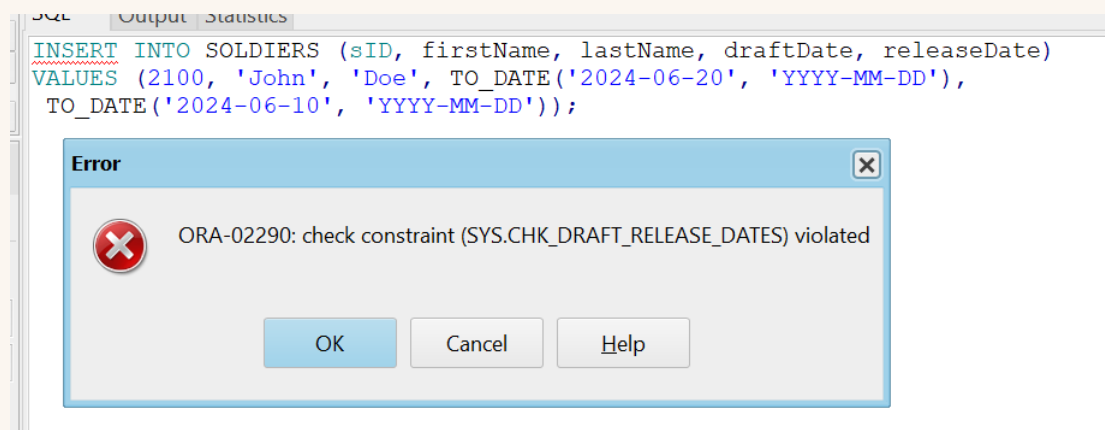 SQL Output Statistics
INSERT INTO SOLDIERS (sID, firstName, lastName, draftDate, releaseDate)
VALUES (2100, 'John', 'Doe', TO_DATE('2024-06-20', 'YYYY-MM-DD'),
TO_DATE('2024-06-10', 'YYYY-MM-DD'));
Error
ORA-02290: check constraint (SYS.CHK_DRAFT_RELEASE_DATES) violated
OK Cancel Help